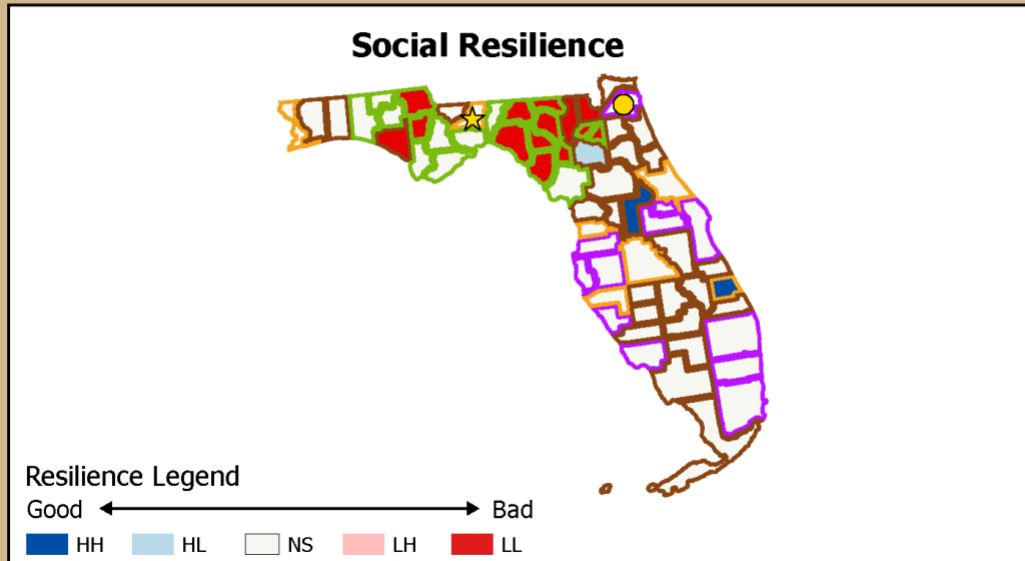 Social Resilience
Resilience Legend
Good Bad
HH HL NS LH LL